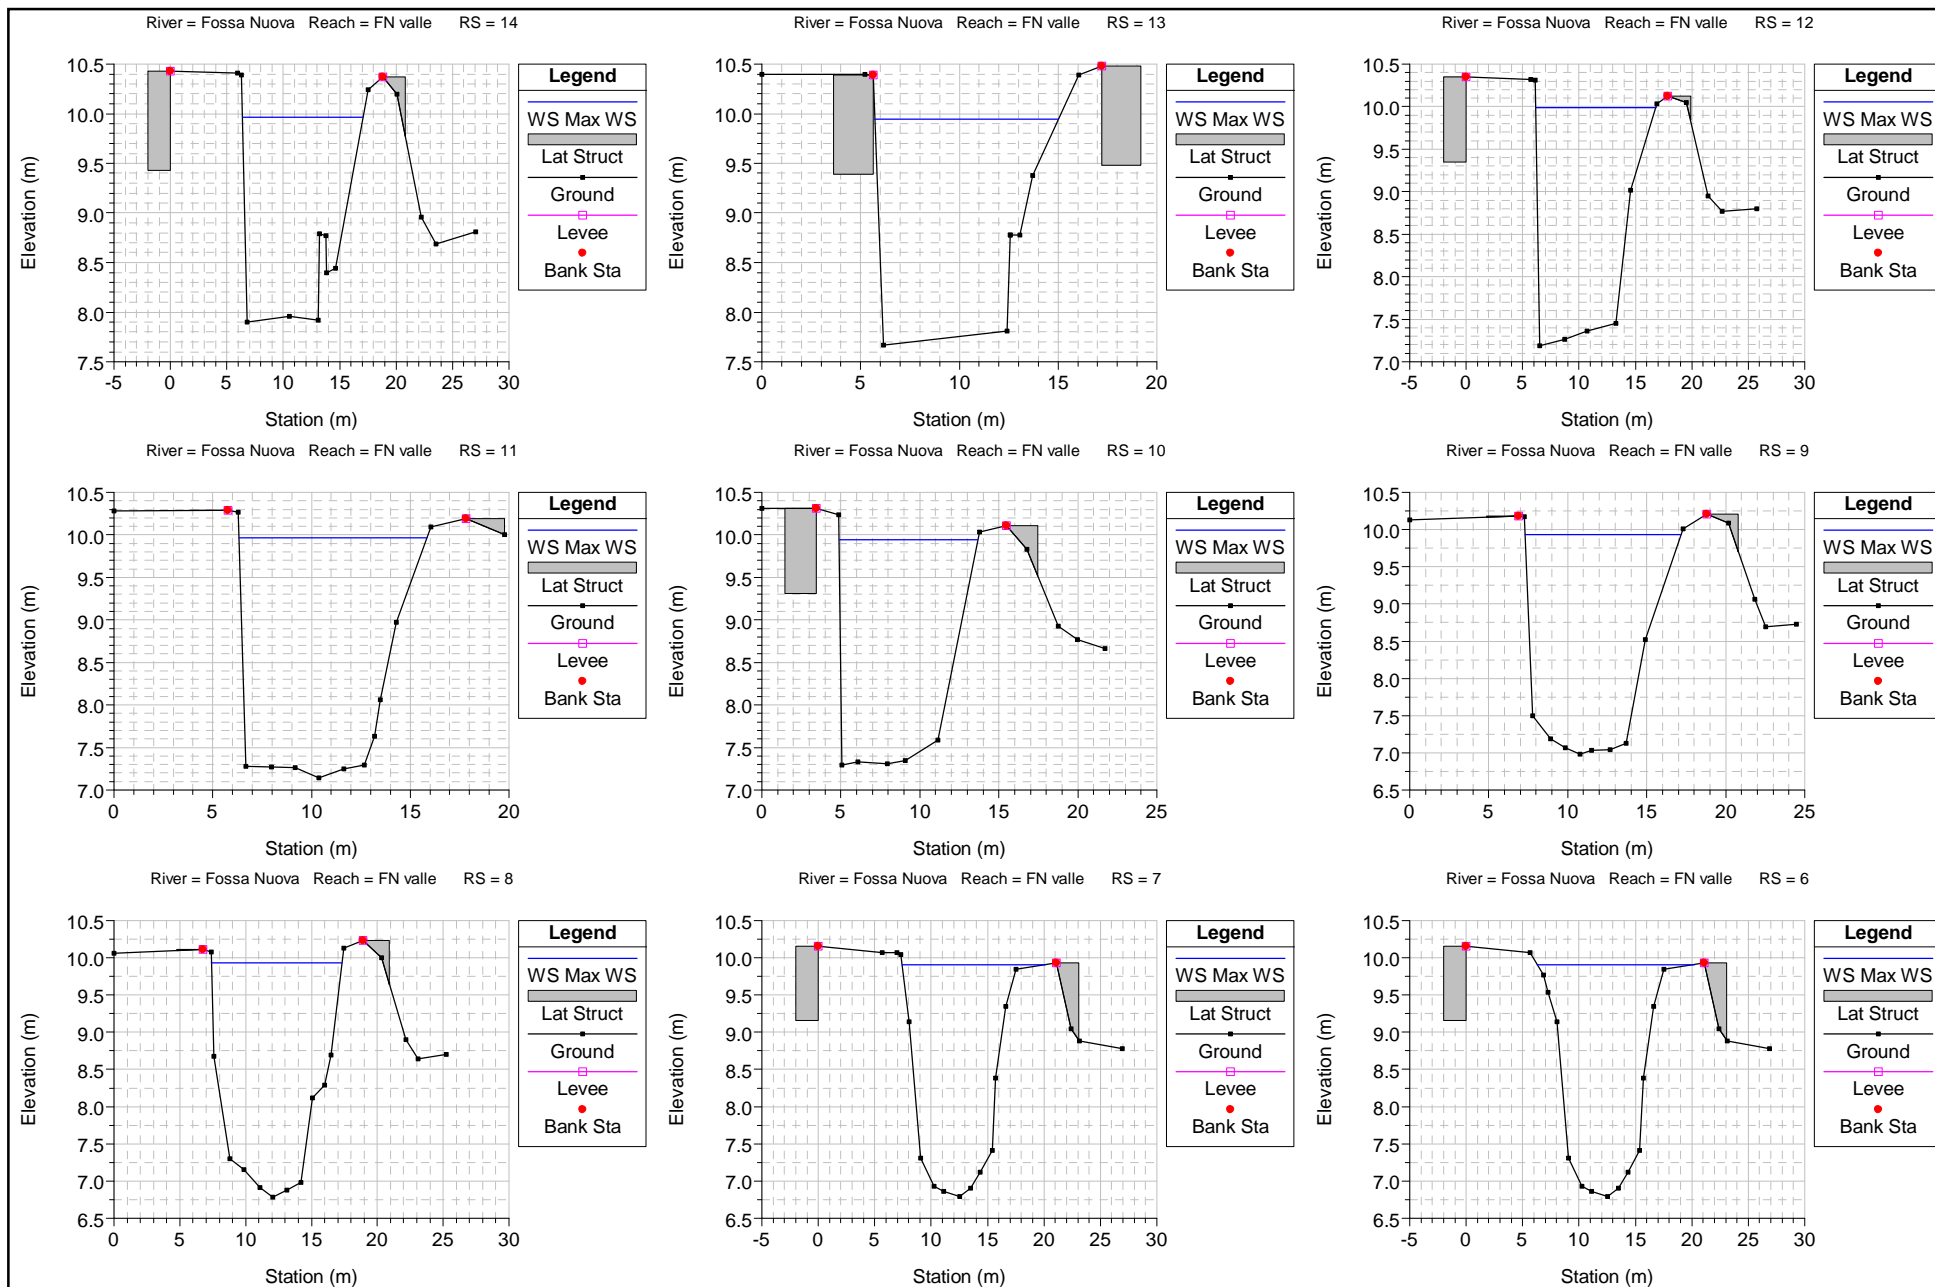 River = Fossa Nuova   Reach = FN valle      RS = 14
10.5
10.0
9.5
9.0
8.5
8.0
7.5
-5 0 5 10 15 20 25 30
Station (m)
Elevation (m)
Legend
WS Max WS
Lat Struct
Ground
Levee
Bank Sta
River = Fossa Nuova   Reach = FN valle      RS = 13
10.5
10.0
9.5
9.0
8.5
8.0
7.5
0 5 10 15 20
Station (m)
Elevation (m)
Legend
WS Max WS
Lat Struct
Ground
Levee
Bank Sta
River = Fossa Nuova   Reach = FN valle      RS = 12
10.5
10.0
9.5
9.0
8.5
8.0
7.5
7.0
-5 0 5 10 15 20 25 30
Station (m)
Elevation (m)
Legend
WS Max WS
Lat Struct
Ground
Levee
Bank Sta
River = Fossa Nuova   Reach = FN valle      RS = 11
10.5
10.0
9.5
9.0
8.5
8.0
7.5
7.0
0 5 10 15 20
Station (m)
Elevation (m)
Legend
WS Max WS
Lat Struct
Ground
Levee
Bank Sta
River = Fossa Nuova   Reach = FN valle      RS = 10
10.5
10.0
9.5
9.0
8.5
8.0
7.5
7.0
0 5 10 15 20 25
Station (m)
Elevation (m)
Legend
WS Max WS
Lat Struct
Ground
Levee
Bank Sta
River = Fossa Nuova   Reach = FN valle      RS = 9
10.5
10.0
9.5
9.0
8.5
8.0
7.5
7.0
6.5
0 5 10 15 20 25
Station (m)
Elevation (m)
Legend
WS Max WS
Lat Struct
Ground
Levee
Bank Sta
River = Fossa Nuova   Reach = FN valle      RS = 8
10.5
10.0
9.5
9.0
8.5
8.0
7.5
7.0
6.5
0 5 10 15 20 25 30
Station (m)
Elevation (m)
Legend
WS Max WS
Lat Struct
Ground
Levee
Bank Sta
River = Fossa Nuova   Reach = FN valle      RS = 7
10.5
10.0
9.5
9.0
8.5
8.0
7.5
7.0
6.5
-5 0 5 10 15 20 25 30
Station (m)
Elevation (m)
Legend
WS Max WS
Lat Struct
Ground
Levee
Bank Sta
River = Fossa Nuova   Reach = FN valle      RS = 6
10.5
10.0
9.5
9.0
8.5
8.0
7.5
7.0
6.5
-5 0 5 10 15 20 25 30
Station (m)
Elevation (m)
Legend
WS Max WS
Lat Struct
Ground
Levee
Bank Sta